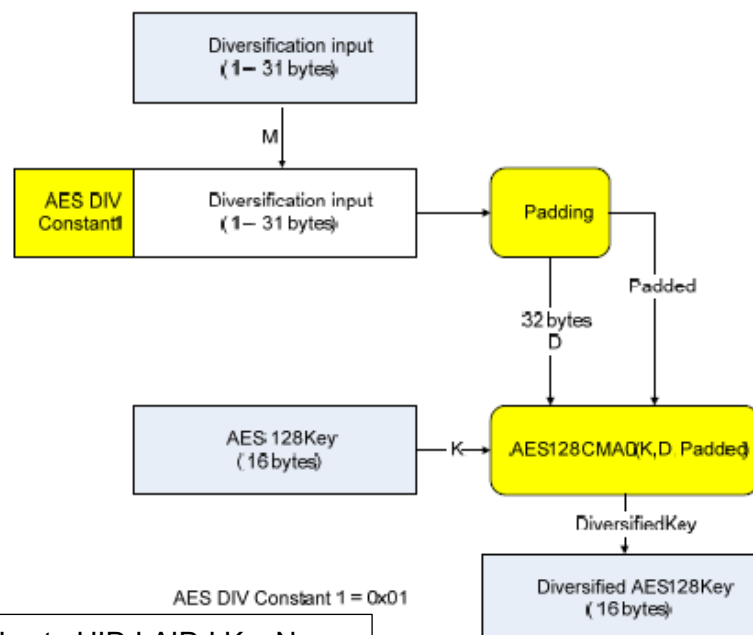 Diversification input
( 1– 31 bytes)
M
AES DIV
Constant1
Diversification input
( 1– 31 bytes)
Padding
Padded
32 bytes
D
AES 128Key
( 16 bytes)
K
AES128CMAC(K,D, Padded)
DiversifiedKey
AES DIV Constant 1 = 0x01
Diversified AES128Key
( 16 bytes)